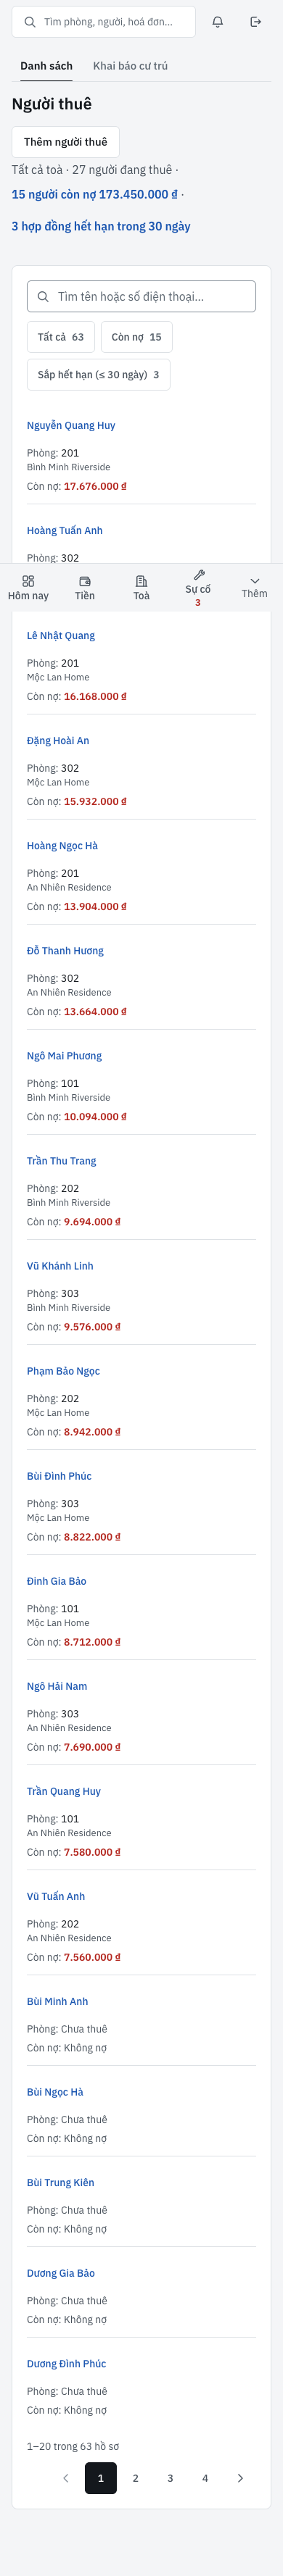 Tìm phòng, người, hoá đơn...
Danh sách
Khai báo cư trú
Người thuê
Thêm người thuê
Tất cả toà · 27 người đang thuê ·
15 người còn nợ 173.450.000 ₫ ·
3 hợp đồng hết hạn trong 30 ngày
Tìm tên hoặc số điện thoại...
Tất cả 63
Còn nợ 15
Sắp hết hạn (≤ 30 ngày) 3
Nguyễn Quang Huy
Phòng: 201
Bình Minh Riverside
Còn nợ: 17.676.000 ₫
Hoàng Tuấn Anh
Phòng: 302
Hôm nay
Tiền
Toà
Sự cố
3
Thêm
Lê Nhật Quang
Phòng: 201
Mộc Lan Home
Còn nợ: 16.168.000 ₫
Đặng Hoài An
Phòng: 302
Mộc Lan Home
Còn nợ: 15.932.000 ₫
Hoàng Ngọc Hà
Phòng: 201
An Nhiên Residence
Còn nợ: 13.904.000 ₫
Đỗ Thanh Hương
Phòng: 302
An Nhiên Residence
Còn nợ: 13.664.000 ₫
Ngô Mai Phương
Phòng: 101
Bình Minh Riverside
Còn nợ: 10.094.000 ₫
Trần Thu Trang
Phòng: 202
Bình Minh Riverside
Còn nợ: 9.694.000 ₫
Vũ Khánh Linh
Phòng: 303
Bình Minh Riverside
Còn nợ: 9.576.000 ₫
Phạm Bảo Ngọc
Phòng: 202
Mộc Lan Home
Còn nợ: 8.942.000 ₫
Bùi Đình Phúc
Phòng: 303
Mộc Lan Home
Còn nợ: 8.822.000 ₫
Đinh Gia Bảo
Phòng: 101
Mộc Lan Home
Còn nợ: 8.712.000 ₫
Ngô Hải Nam
Phòng: 303
An Nhiên Residence
Còn nợ: 7.690.000 ₫
Trần Quang Huy
Phòng: 101
An Nhiên Residence
Còn nợ: 7.580.000 ₫
Vũ Tuấn Anh
Phòng: 202
An Nhiên Residence
Còn nợ: 7.560.000 ₫
Bùi Minh Anh
Phòng: Chưa thuê
Còn nợ: Không nợ
Bùi Ngọc Hà
Phòng: Chưa thuê
Còn nợ: Không nợ
Bùi Trung Kiên
Phòng: Chưa thuê
Còn nợ: Không nợ
Dương Gia Bảo
Phòng: Chưa thuê
Còn nợ: Không nợ
Dương Đình Phúc
Phòng: Chưa thuê
Còn nợ: Không nợ
1–20 trong 63 hồ sơ
1 2 3 4